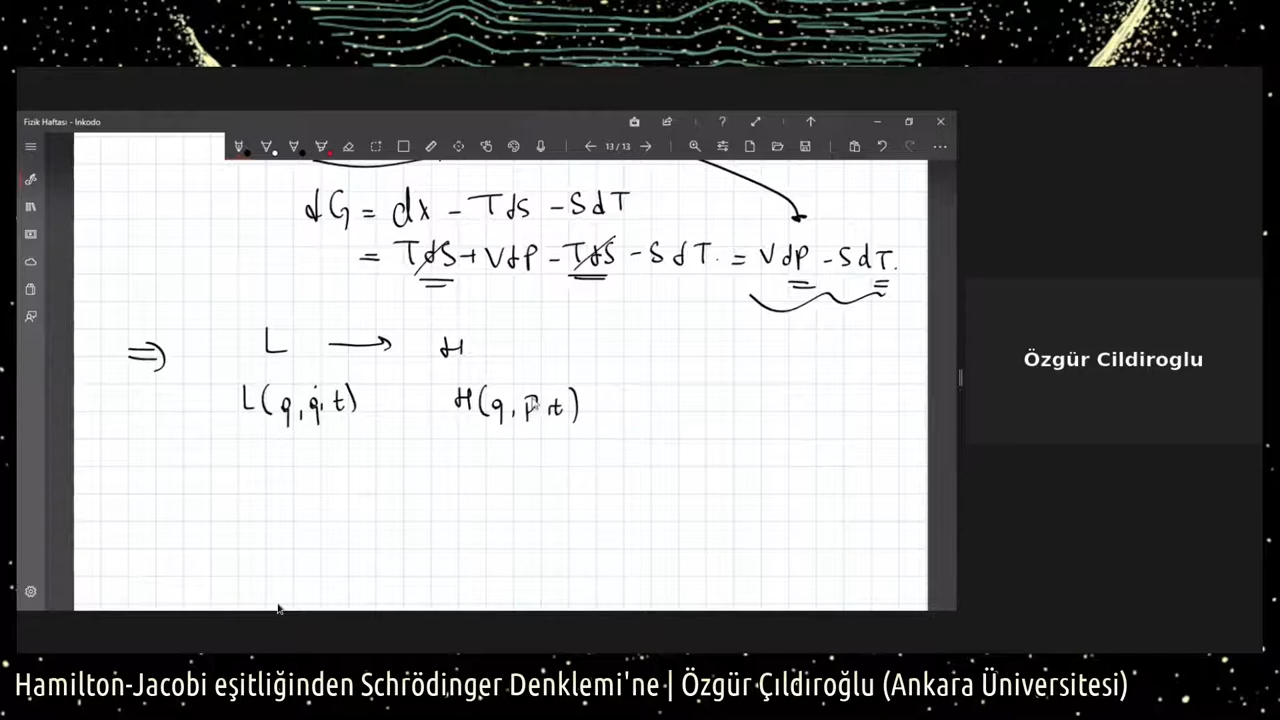 Fizik Haftası - Inkodo
13 / 13
dG = dX - Tds - SdT
= TdS + VdP - TdS - SdT. = VdP - SdT.
⇒ L → H
L(q, q̇, t) H(q, p, t)
Özgür Cildiroglu
Hamilton-Jacobi eşitliğinden Schrödinger Denklemi'ne | Özgür Çıldıroğlu (Ankara Üniversitesi)